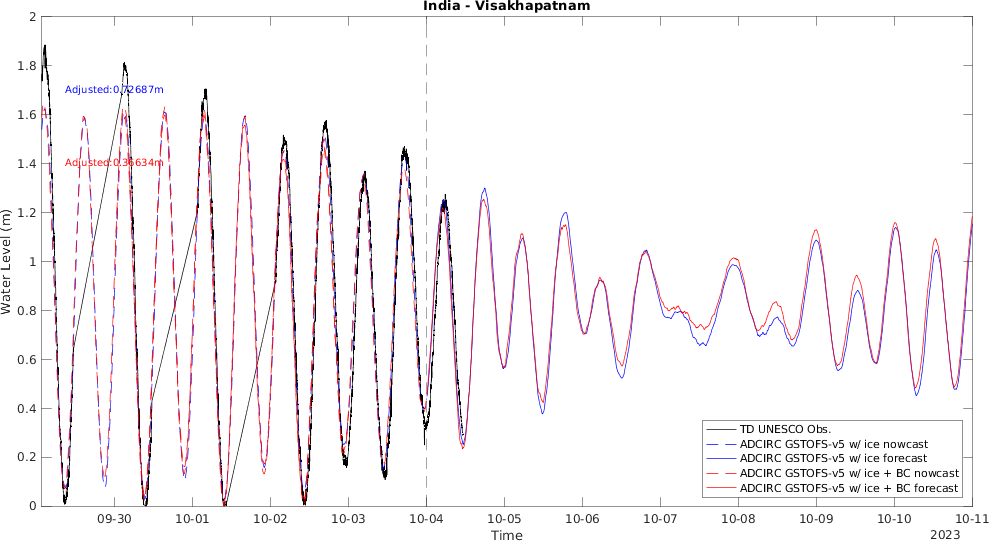 India - Visakhapatnam
2
1.8
1.6
1.4
1.2
1
0.8
0.6
0.4
0.2
0
Water Level (m)
Adjusted:0.72687m
Adjusted:0.36634m
TD UNESCO Obs.
ADCIRC GSTOFS-v5 w/ ice nowcast
ADCIRC GSTOFS-v5 w/ ice forecast
ADCIRC GSTOFS-v5 w/ ice + BC nowcast
ADCIRC GSTOFS-v5 w/ ice + BC forecast
09-30 10-01 10-02 10-03 10-04 10-05 10-06 10-07 10-08 10-09 10-10 10-11
Time
2023